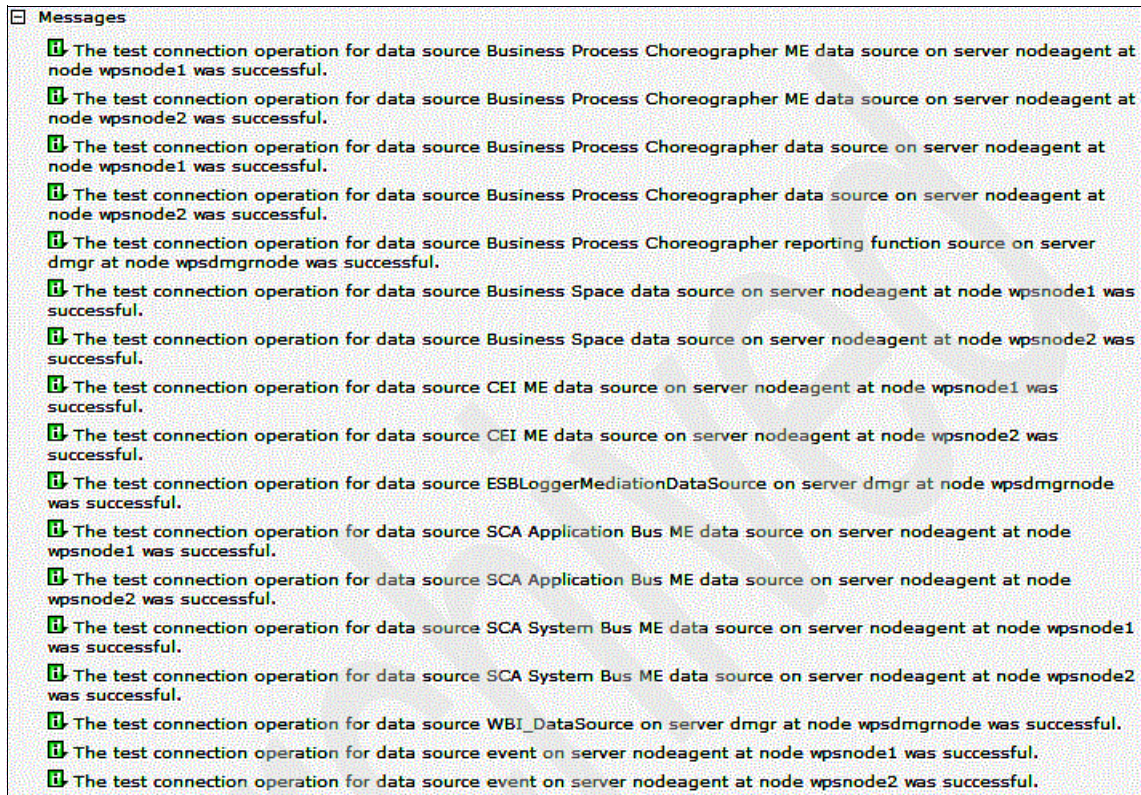 Messages
The test connection operation for data source Business Process Choreographer ME data source on server nodeagent at
node wpsnode1 was successful.
The test connection operation for data source Business Process Choreographer ME data source on server nodeagent at
node wpsnode2 was successful.
The test connection operation for data source Business Process Choreographer data source on server nodeagent at
node wpsnode1 was successful.
The test connection operation for data source Business Process Choreographer data source on server nodeagent at
node wpsnode2 was successful.
The test connection operation for data source Business Process Choreographer reporting function source on server
dmgr at node wpsdmgrnode was successful.
The test connection operation for data source Business Space data source on server nodeagent at node wpsnode1 was
successful.
The test connection operation for data source Business Space data source on server nodeagent at node wpsnode2 was
successful.
The test connection operation for data source CEI ME data source on server nodeagent at node wpsnode1 was
successful.
The test connection operation for data source CEI ME data source on server nodeagent at node wpsnode2 was
successful.
The test connection operation for data source ESBLoggerMediationDataSource on server dmgr at node wpsdmgrnode
was successful.
The test connection operation for data source SCA Application Bus ME data source on server nodeagent at node
wpsnode1 was successful.
The test connection operation for data source SCA Application Bus ME data source on server nodeagent at node
wpsnode2 was successful.
The test connection operation for data source SCA System Bus ME data source on server nodeagent at node wpsnode1
was successful.
The test connection operation for data source SCA System Bus ME data source on server nodeagent at node wpsnode2
was successful.
The test connection operation for data source WBI_DataSource on server dmgr at node wpsdmgrnode was successful.
The test connection operation for data source event on server nodeagent at node wpsnode1 was successful.
The test connection operation for data source event on server nodeagent at node wpsnode2 was successful.